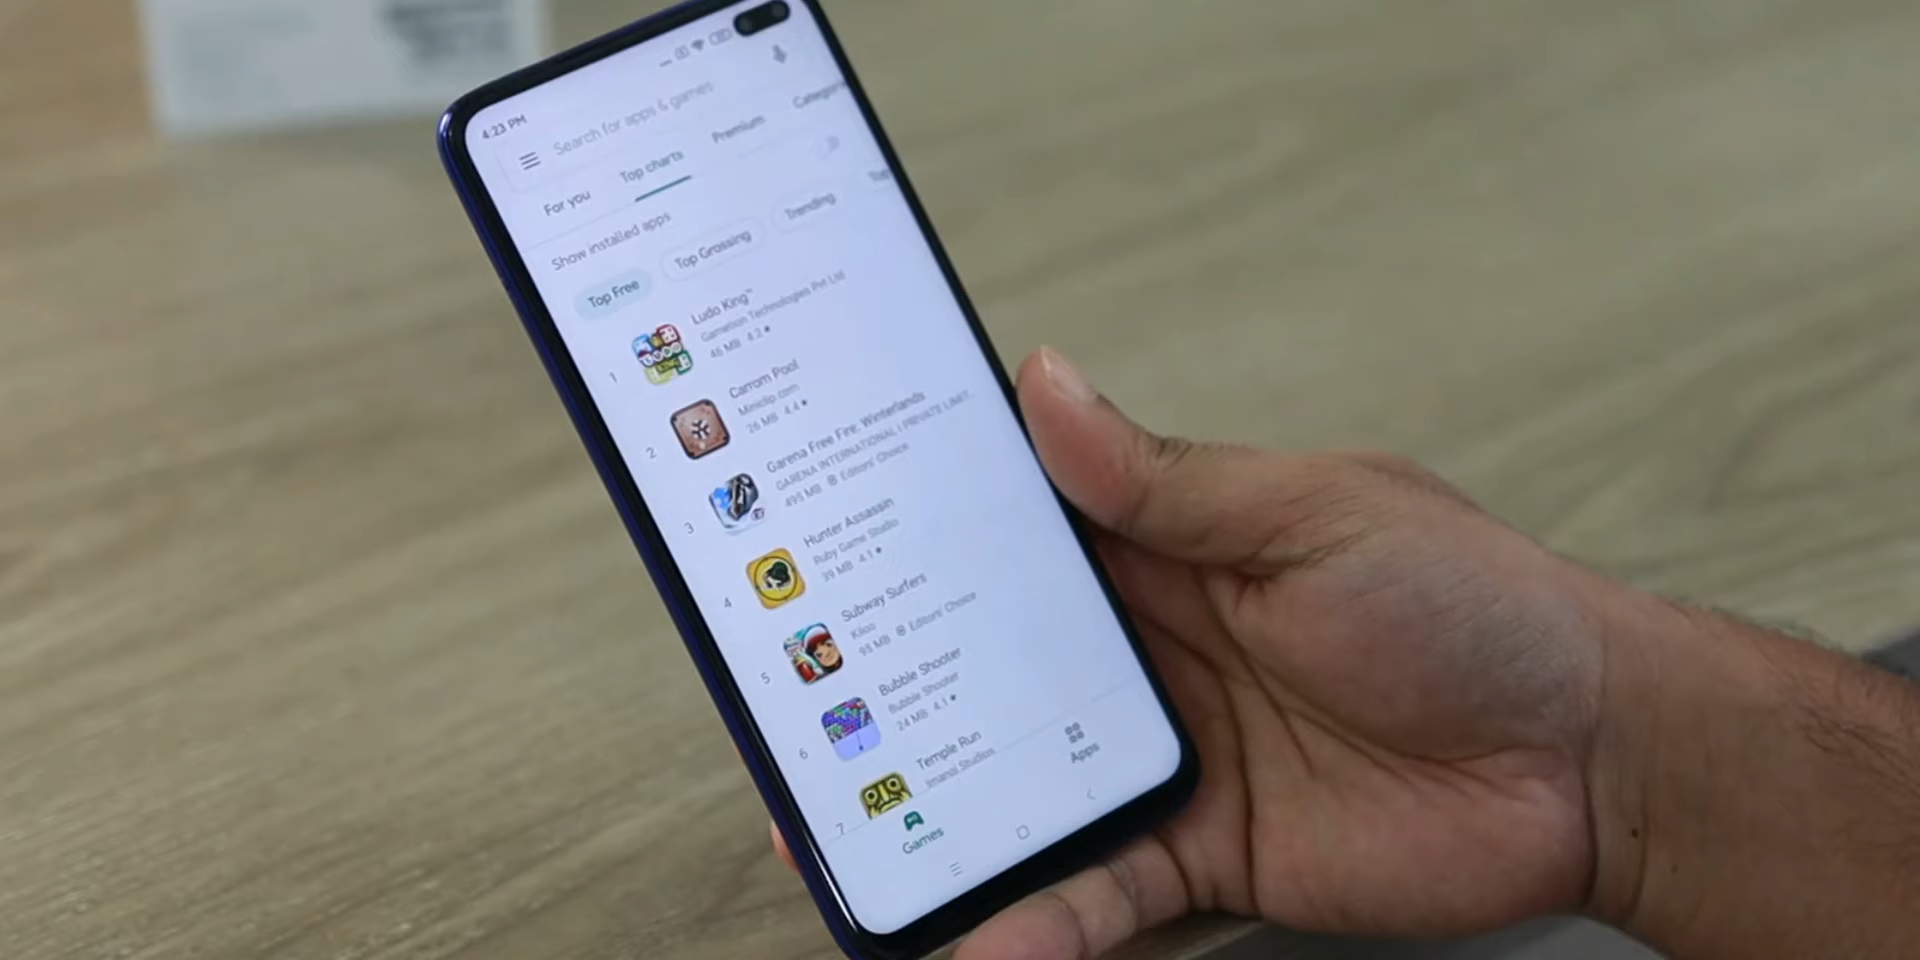 4:23 PM
Search for apps & games
For you
Top charts
Premium
Categorie
Show installed apps
Top Free
Top Grossing
Trending
1
Ludo King™
Gametion Technologies Pvt Ltd
46 MB 4.2★
2
Carrom Pool
Miniclip.com
26 MB 4.4★
3
Garena Free Fire: Winterlands
GARENA INTERNATIONAL I PRIVATE LIMIT...
495 MB Editors' Choice
4
Hunter Assassin
Ruby Game Studio
39 MB 4.1★
5
Subway Surfers
Kiloo
95 MB Editors' Choice
6
Bubble Shooter
Bubble Shooter
24 MB 4.1★
7
Temple Run
Imangi Studios
Games
Apps